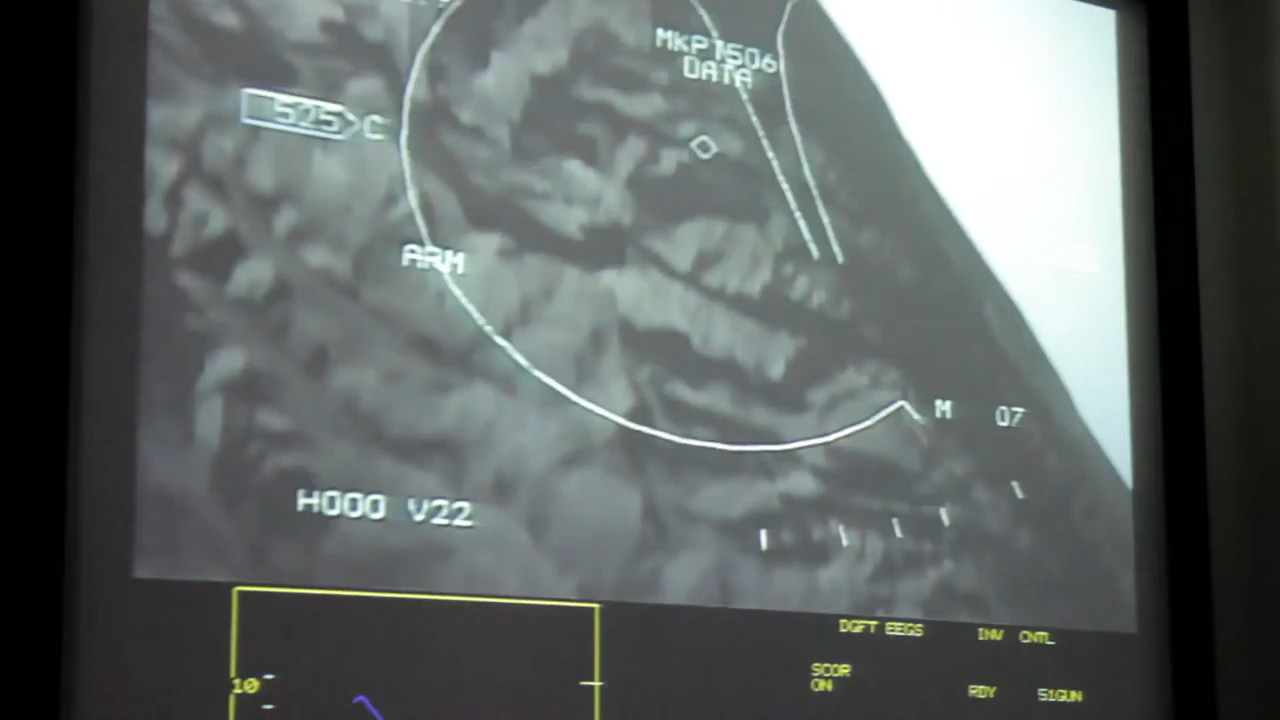 MKP7506
DATA
525 C
ARM
M 07
H000 V22
DGFT EEGS INV CNTL
SCOR
ON
RDY 51GUN
10